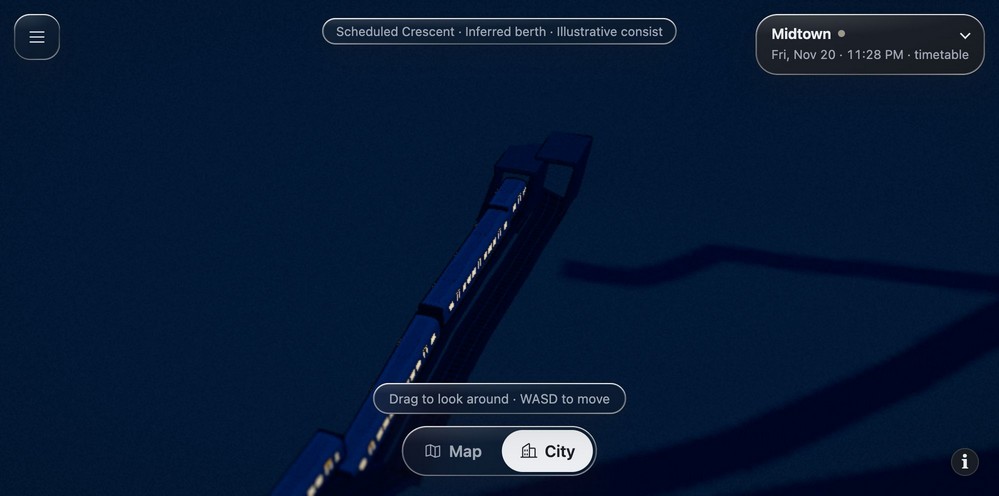 Scheduled Crescent · Inferred berth · Illustrative consist
Midtown
Fri, Nov 20 · 11:28 PM · timetable
Drag to look around · WASD to move
Map
City
i